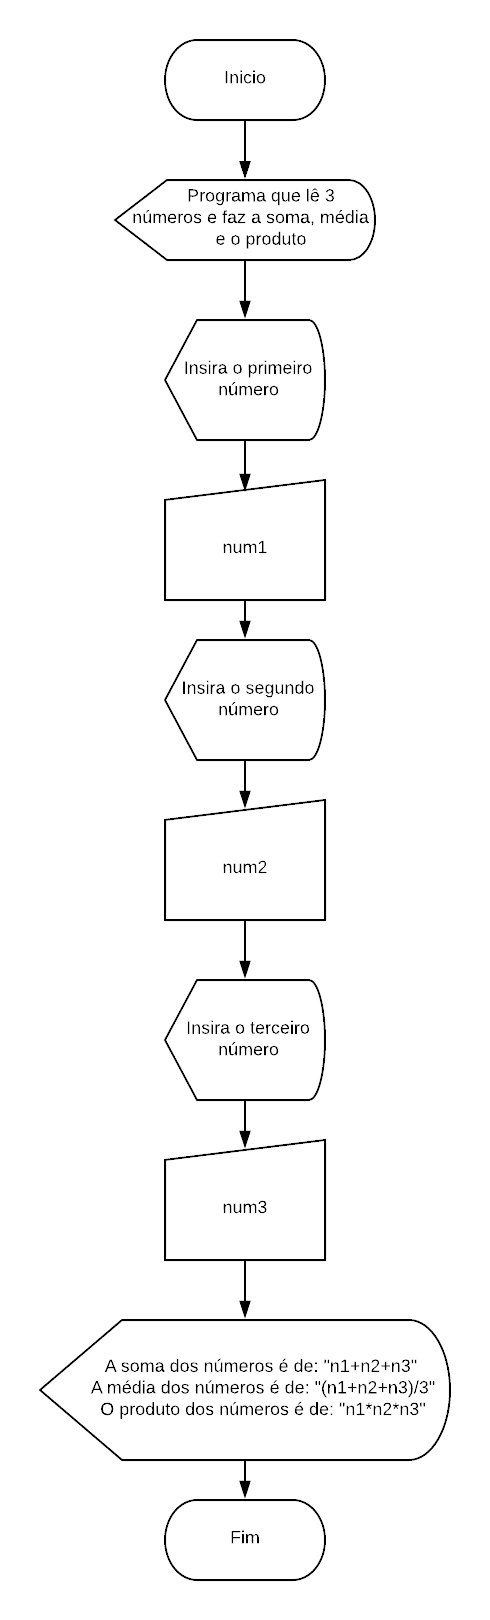 Inicio
Programa que lê 3
números e faz a soma, média
e o produto
Insira o primeiro
número
num1
Insira o segundo
número
num2
Insira o terceiro
número
num3
A soma dos números é de: "n1+n2+n3"
A média dos números é de: "(n1+n2+n3)/3"
O produto dos números é de: "n1*n2*n3"
Fim